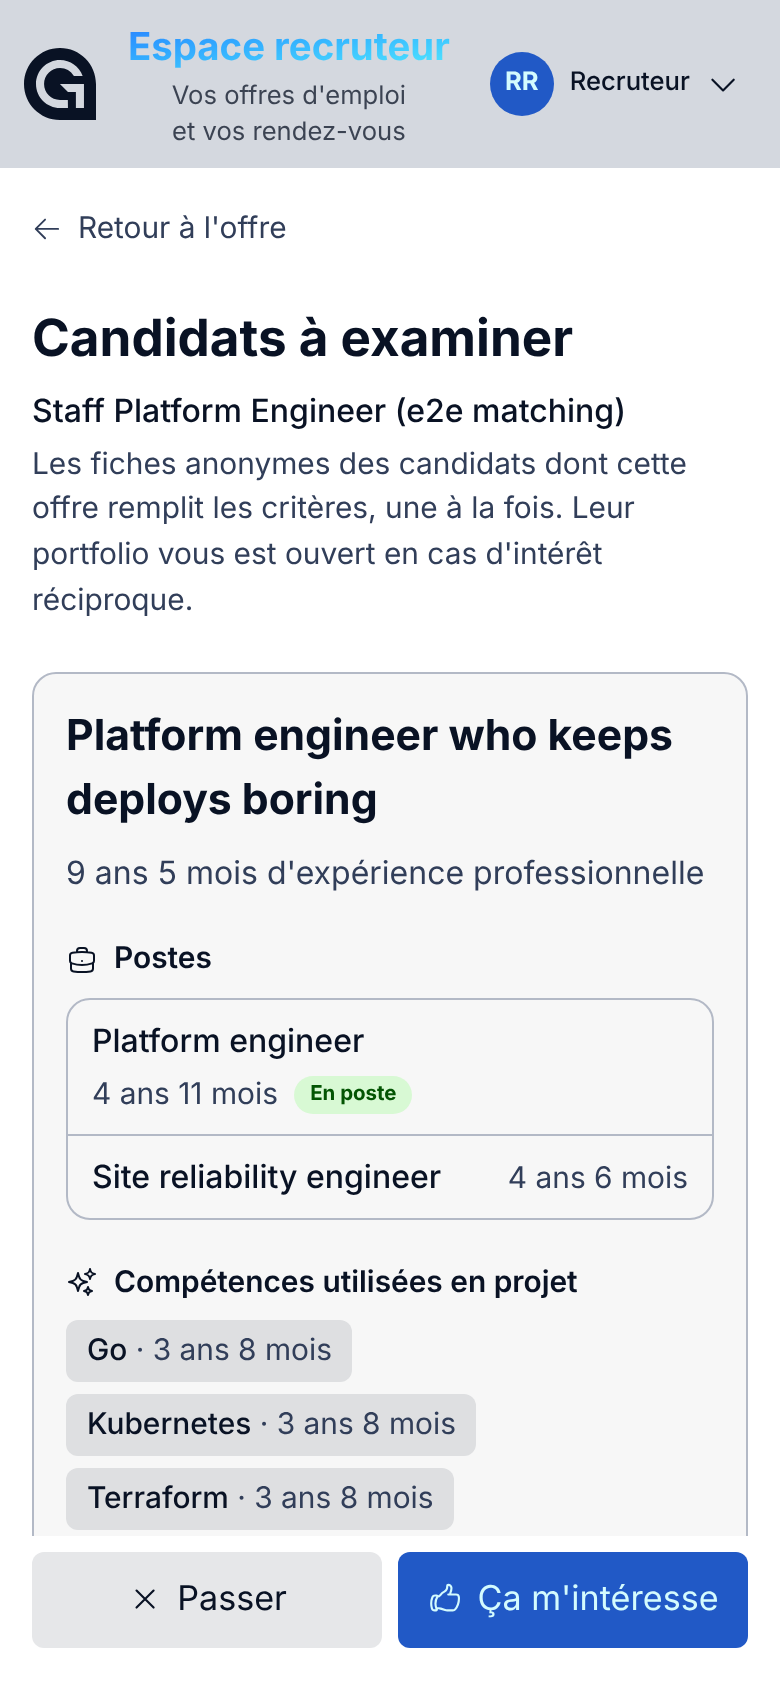 Espace recruteur
Vos offres d'emploi
et vos rendez-vous
RR
Recruteur
Retour à l'offre
Candidats à examiner
Staff Platform Engineer (e2e matching)
Les fiches anonymes des candidats dont cette
offre remplit les critères, une à la fois. Leur
portfolio vous est ouvert en cas d'intérêt
réciproque.
Platform engineer who keeps
deploys boring
9 ans 5 mois d'expérience professionnelle
Postes
Platform engineer
4 ans 11 mois En poste
Site reliability engineer 4 ans 6 mois
Compétences utilisées en projet
Go · 3 ans 8 mois
Kubernetes · 3 ans 8 mois
Terraform · 3 ans 8 mois
Passer
Ça m'intéresse